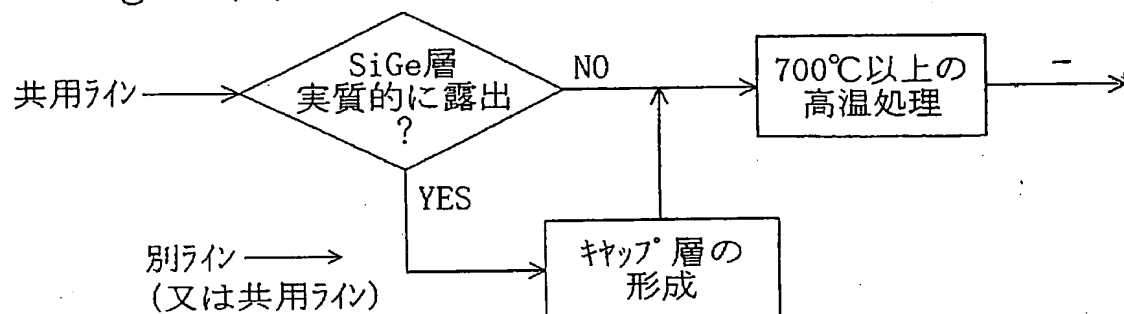 SiGe層
実質的に露出
?
共用ライン
NO
700℃以上の
高温処理
YES
別ライン
(又は共用ライン)
キャップ層の
形成